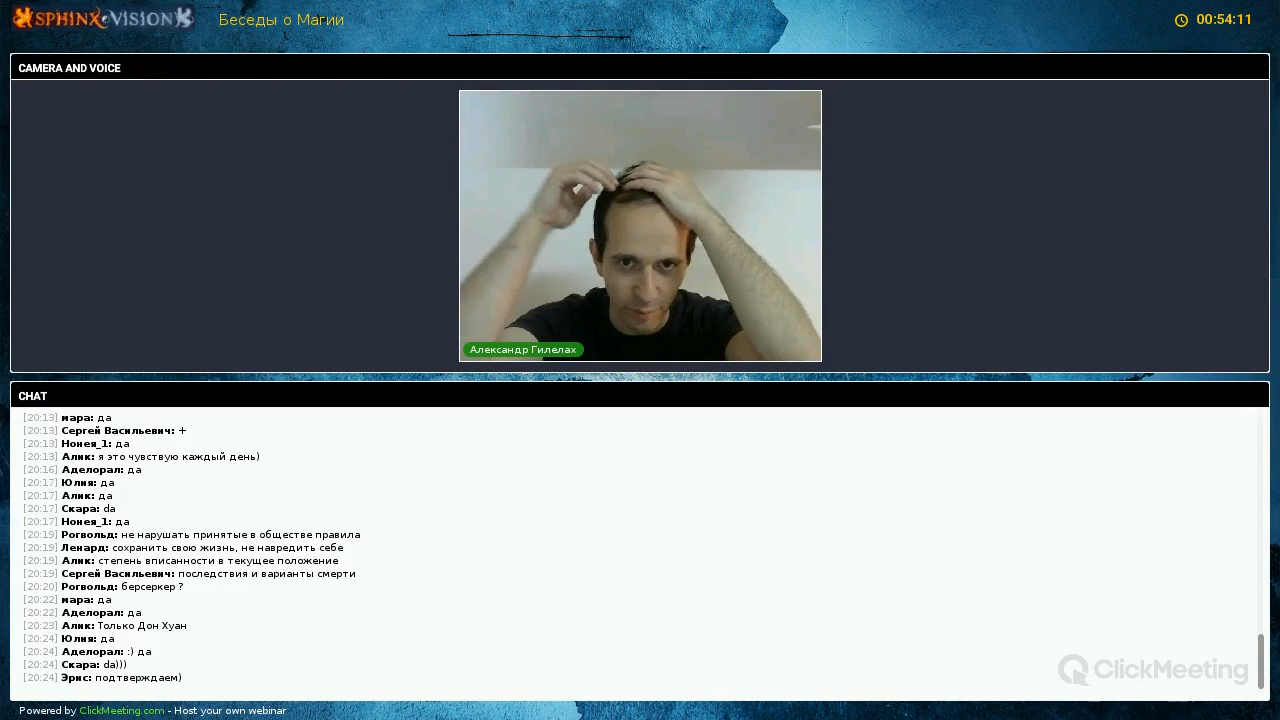 SPHINX VISION Беседы о Магии 00:54:11
CAMERA AND VOICE
Александр Гилелах
CHAT
[20:13] мара: да
[20:13] Сергей Васильевич: +
[20:13] Нонея_1: да
[20:13] Алик: я это чувствую каждый день)
[20:16] Аделорал: да
[20:17] Юлия: да
[20:17] Алик: да
[20:17] Скара: da
[20:17] Нонея_1: да
[20:19] Рогвольд: не нарушать принятые в обществе правила
[20:19] Ленард: сохранить свою жизнь, не навредить себе
[20:19] Алик: степень вписанности в текущее положение
[20:19] Сергей Васильевич: последствия и варианты смерти
[20:20] Рогвольд: берсеркер ?
[20:22] мара: да
[20:22] Аделорал: да
[20:23] Алик: Только Дон Хуан
[20:24] Юлия: да
[20:24] Аделорал: :) да
[20:24] Скара: da)))
[20:24] Эрис: подтверждаем)
ClickMeeting
Powered by ClickMeeting.com - Host your own webinar